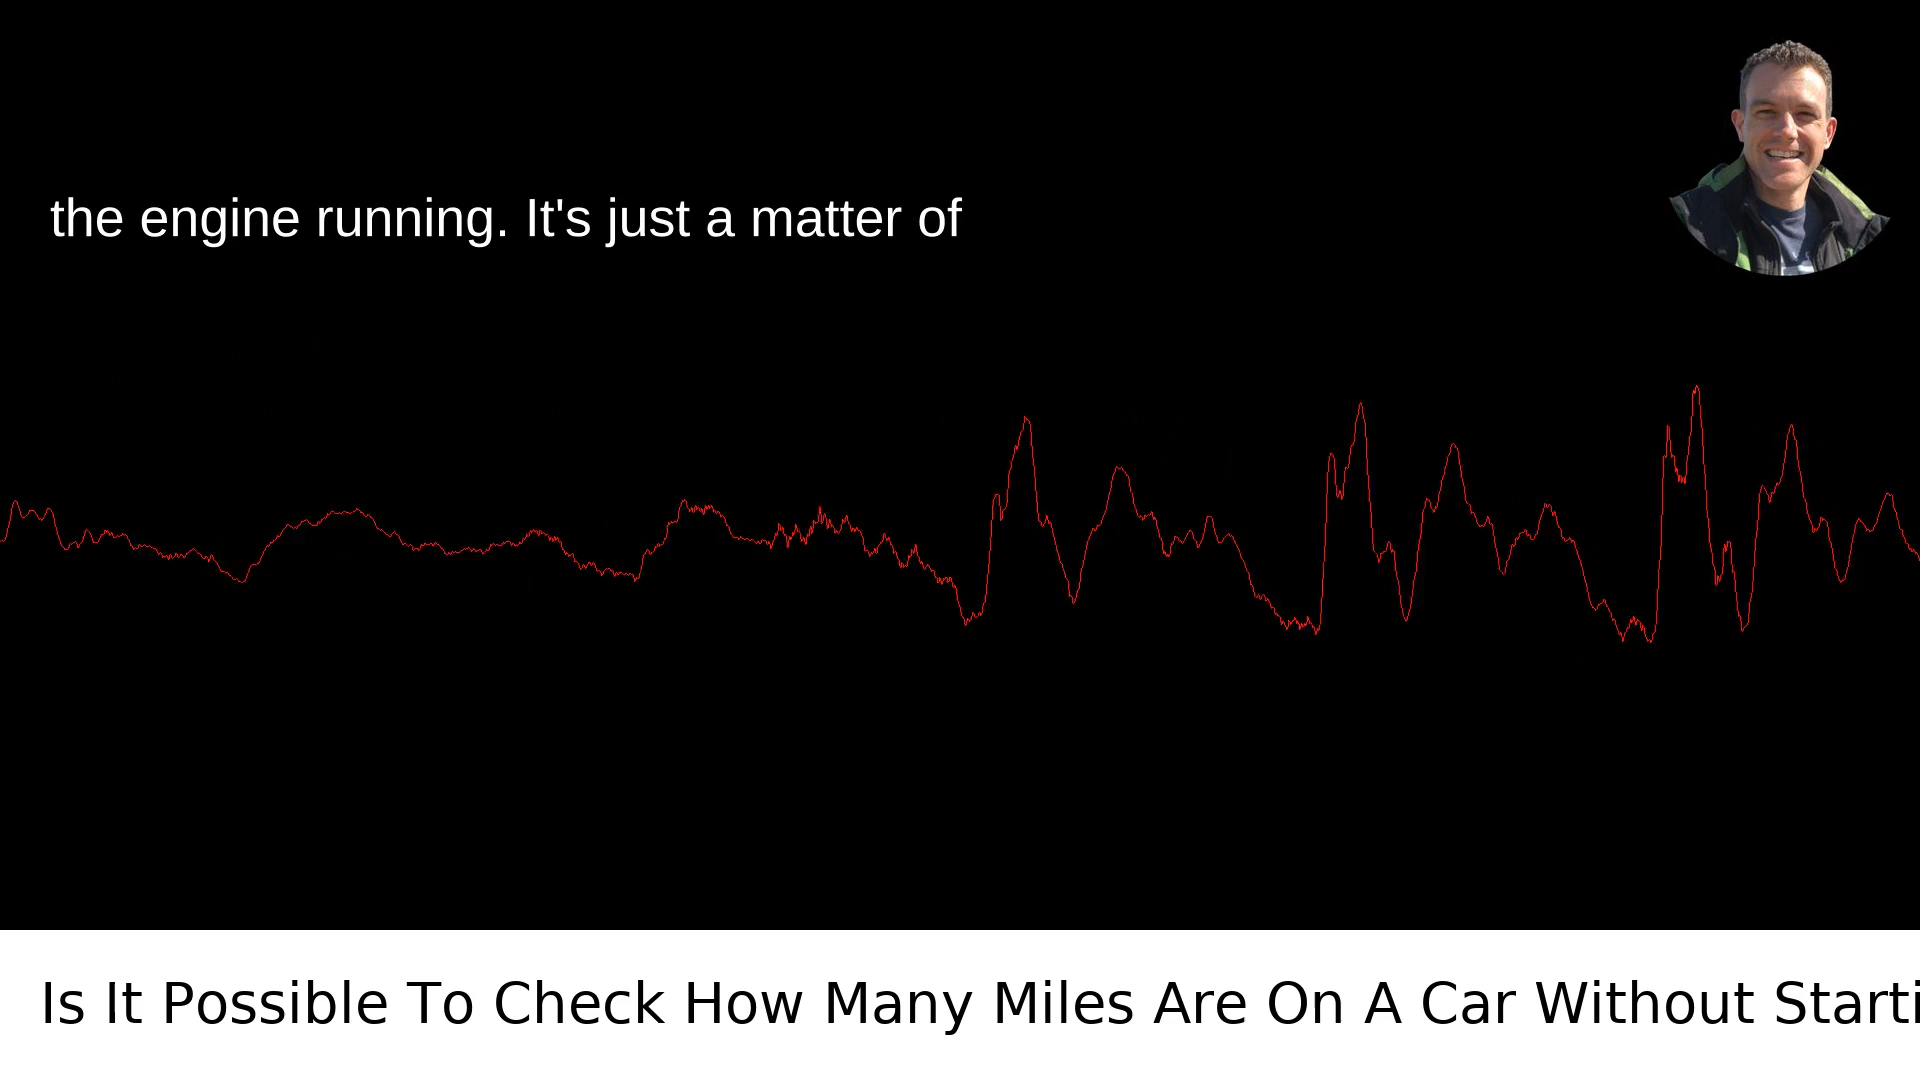 the engine running. It's just a matter of
Is It Possible To Check How Many Miles Are On A Car Without Starti